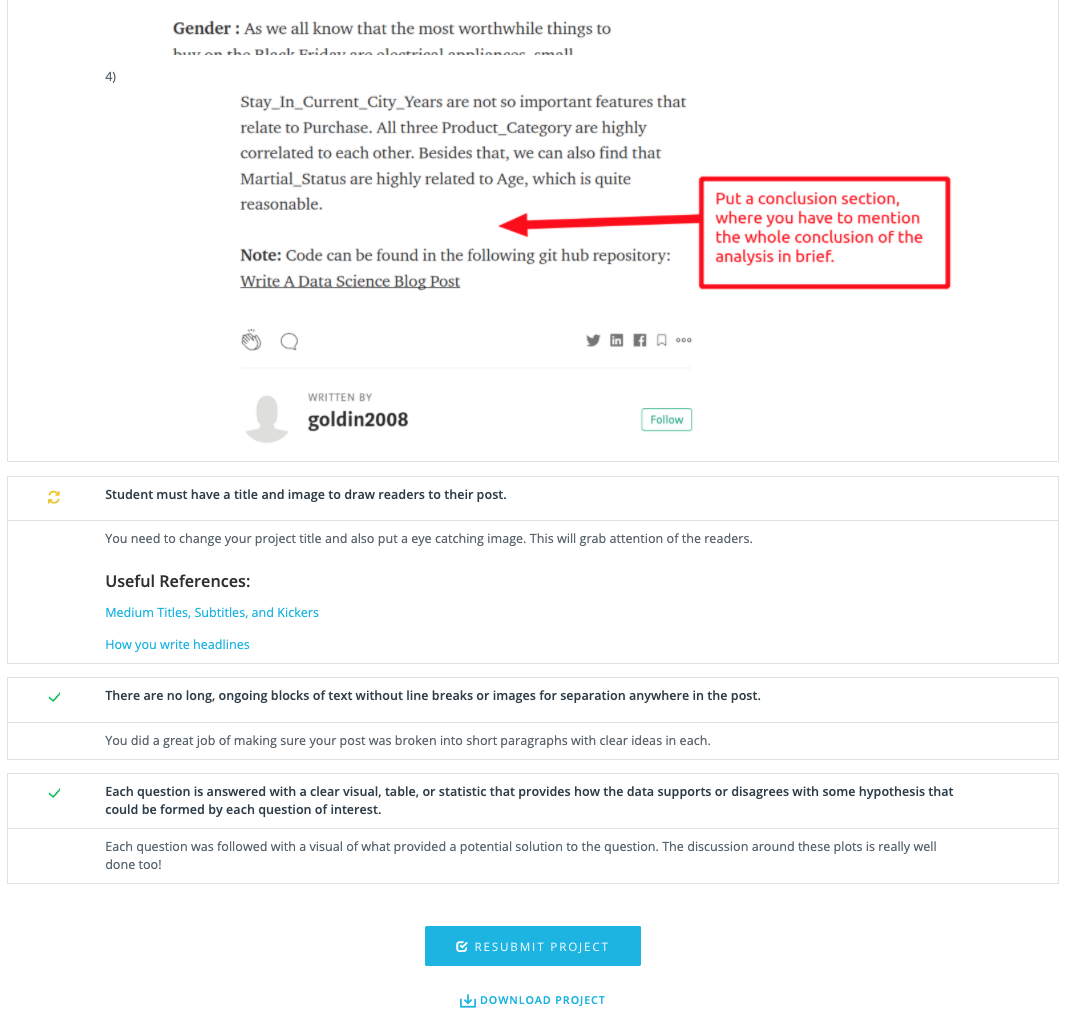 Gender : As we all know that the most worthwhile things to
buy on the Black Friday are electrical appliances, small
4)
Stay_In_Current_City_Years are not so important features that
relate to Purchase. All three Product_Category are highly
correlated to each other. Besides that, we can also find that
Martial_Status are highly related to Age, which is quite
reasonable.
Put a conclusion section,
where you have to mention
the whole conclusion of the
analysis in brief.
Note: Code can be found in the following git hub repository:
Write A Data Science Blog Post
WRITTEN BY
goldin2008
Follow
Student must have a title and image to draw readers to their post.
You need to change your project title and also put a eye catching image. This will grab attention of the readers.
Useful References:
Medium Titles, Subtitles, and Kickers
How you write headlines
There are no long, ongoing blocks of text without line breaks or images for separation anywhere in the post.
You did a great job of making sure your post was broken into short paragraphs with clear ideas in each.
Each question is answered with a clear visual, table, or statistic that provides how the data supports or disagrees with some hypothesis that
could be formed by each question of interest.
Each question was followed with a visual of what provided a potential solution to the question. The discussion around these plots is really well
done too!
RESUBMIT PROJECT
DOWNLOAD PROJECT